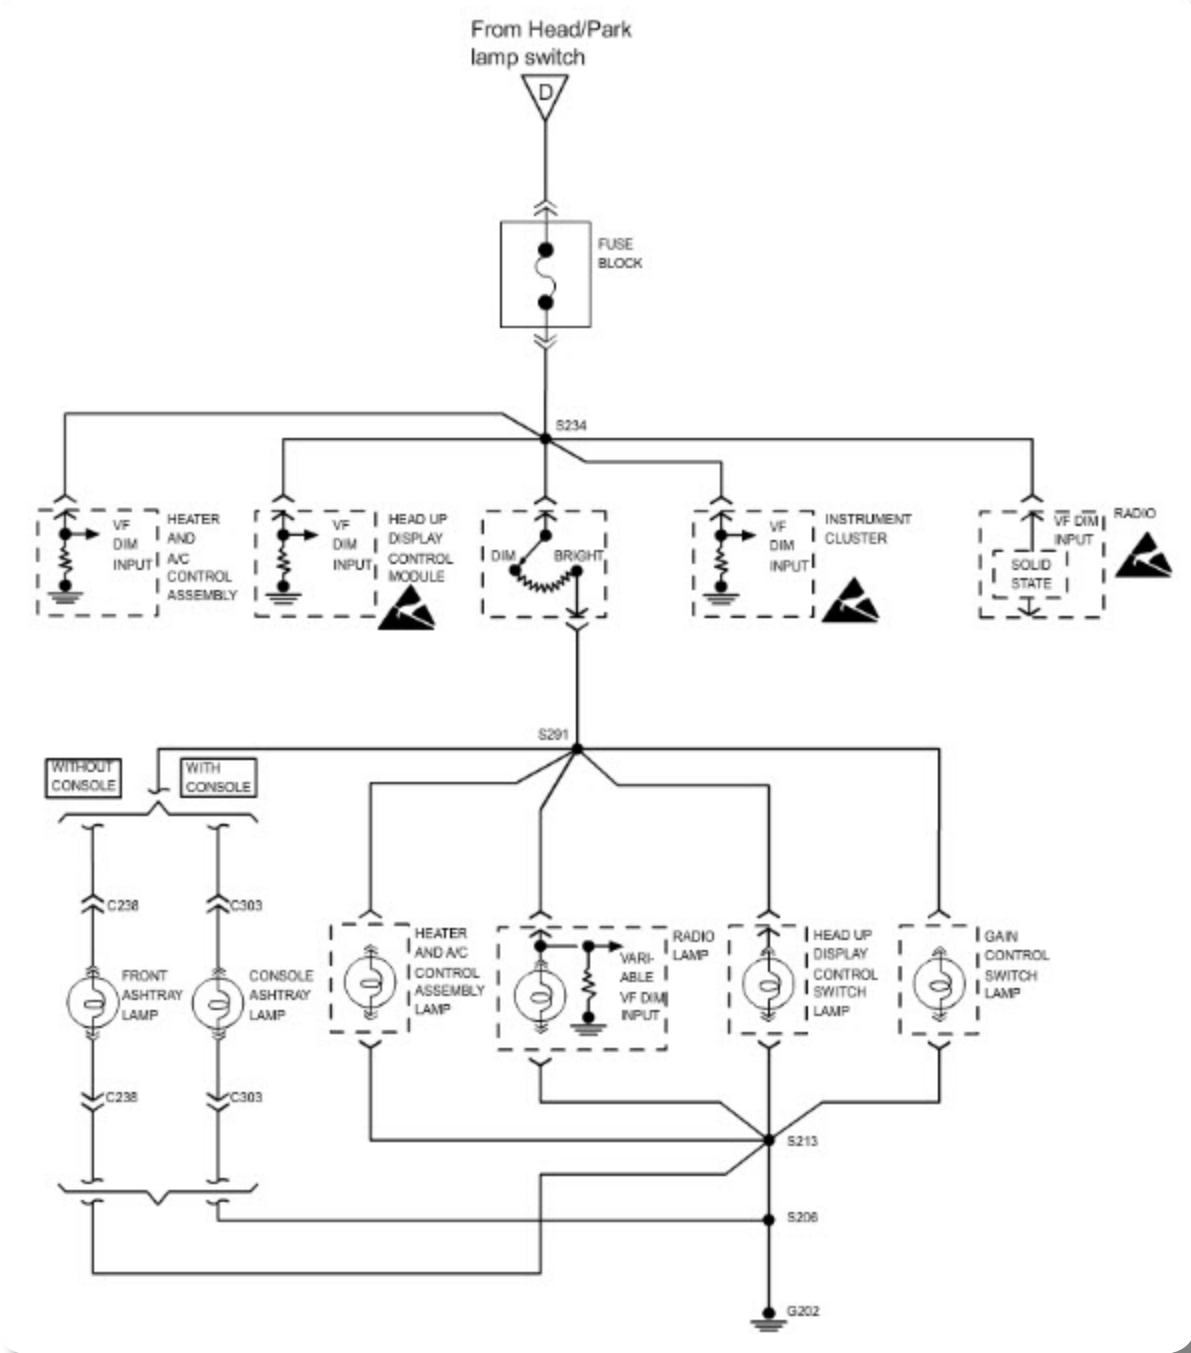 From Head/Park
lamp switch
D
FUSE
BLOCK
S234
VF
DIM
INPUT
HEATER
AND
A/C
CONTROL
ASSEMBLY
VF
DIM
INPUT
HEAD UP
DISPLAY
CONTROL
MODULE
DIM
BRIGHT
VF
DIM
INPUT
INSTRUMENT
CLUSTER
VF DIM
INPUT
SOLID
STATE
RADIO
S291
WITHOUT
CONSOLE
WITH
CONSOLE
C238
C303
FRONT
ASHTRAY
LAMP
CONSOLE
ASHTRAY
LAMP
HEATER
AND A/C
CONTROL
ASSEMBLY
LAMP
RADIO
LAMP
VARI-
ABLE
VF DIM
INPUT
HEAD UP
DISPLAY
CONTROL
SWITCH
LAMP
GAIN
CONTROL
SWITCH
LAMP
C238
C303
S213
S206
G202